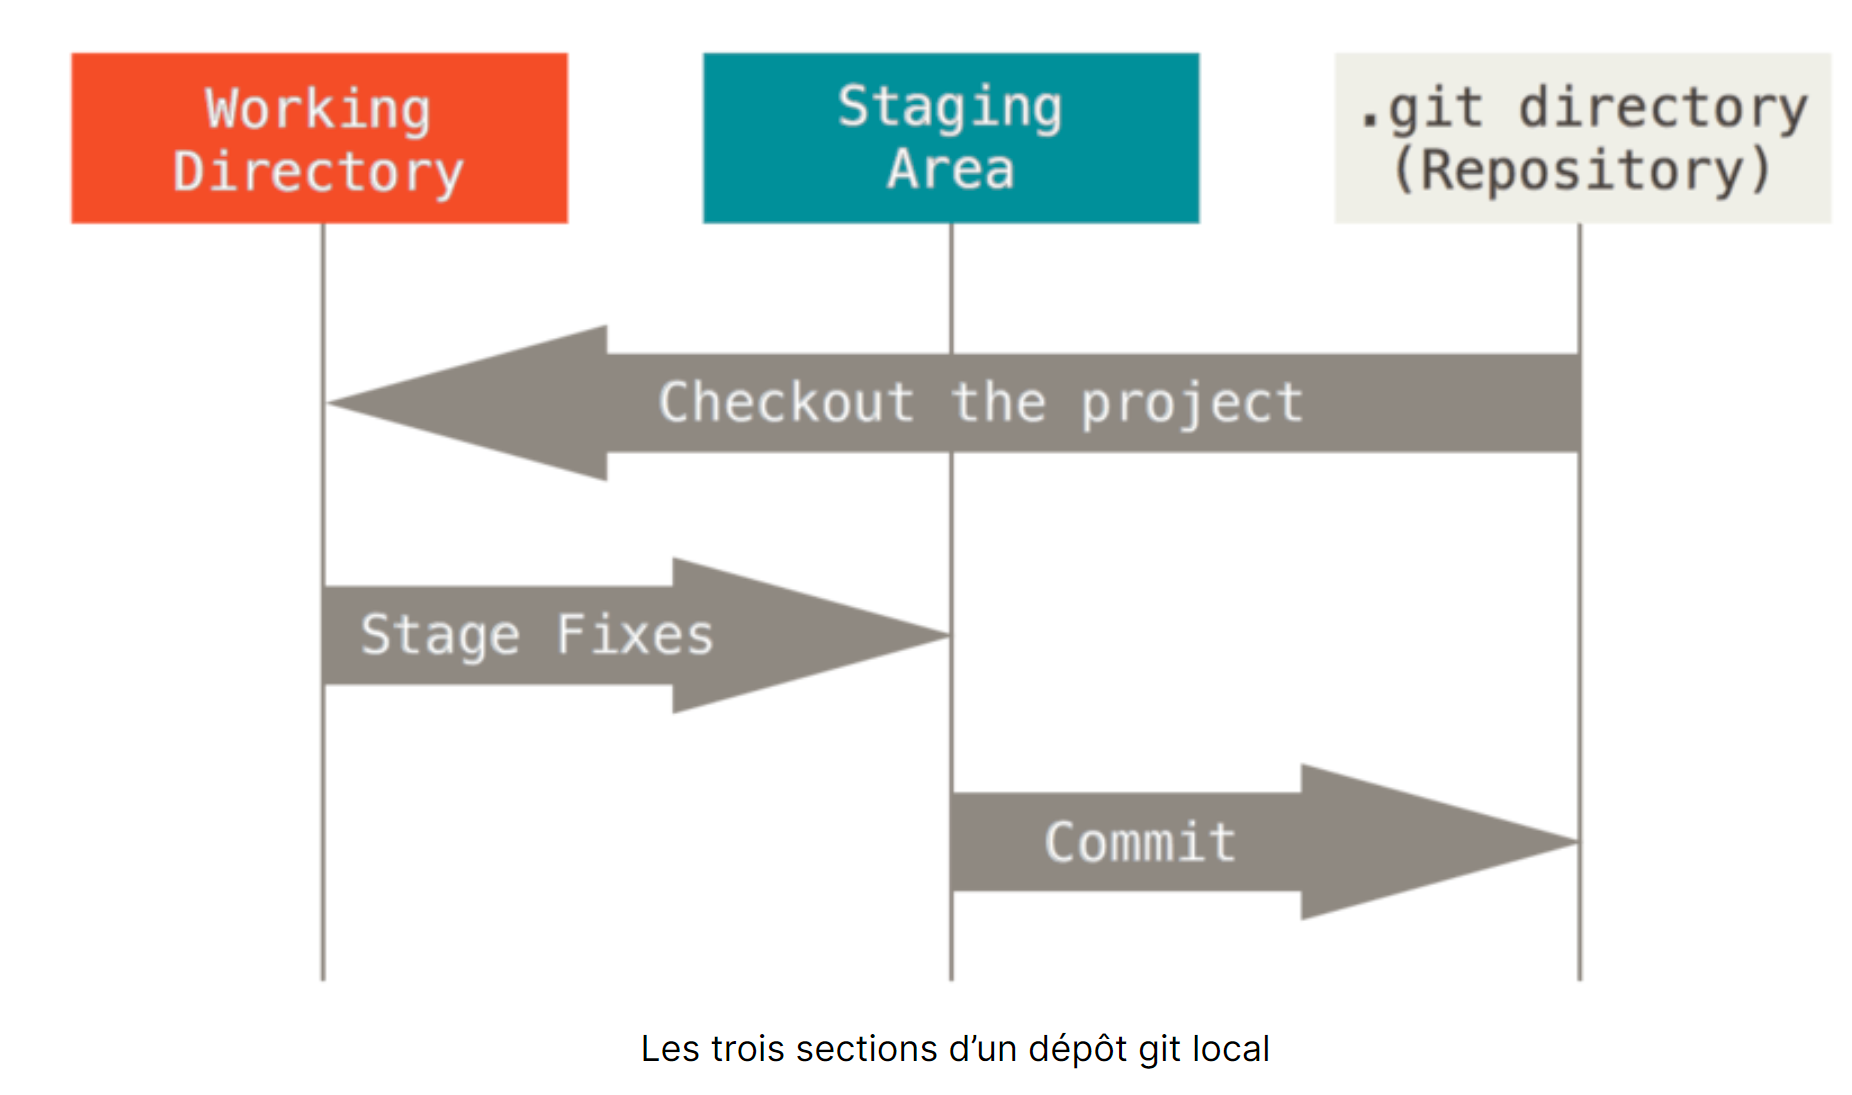 Working
Directory
Staging
Area
.git directory
(Repository)
Checkout the project
Stage Fixes
Commit
Les trois sections d’un dépôt git local